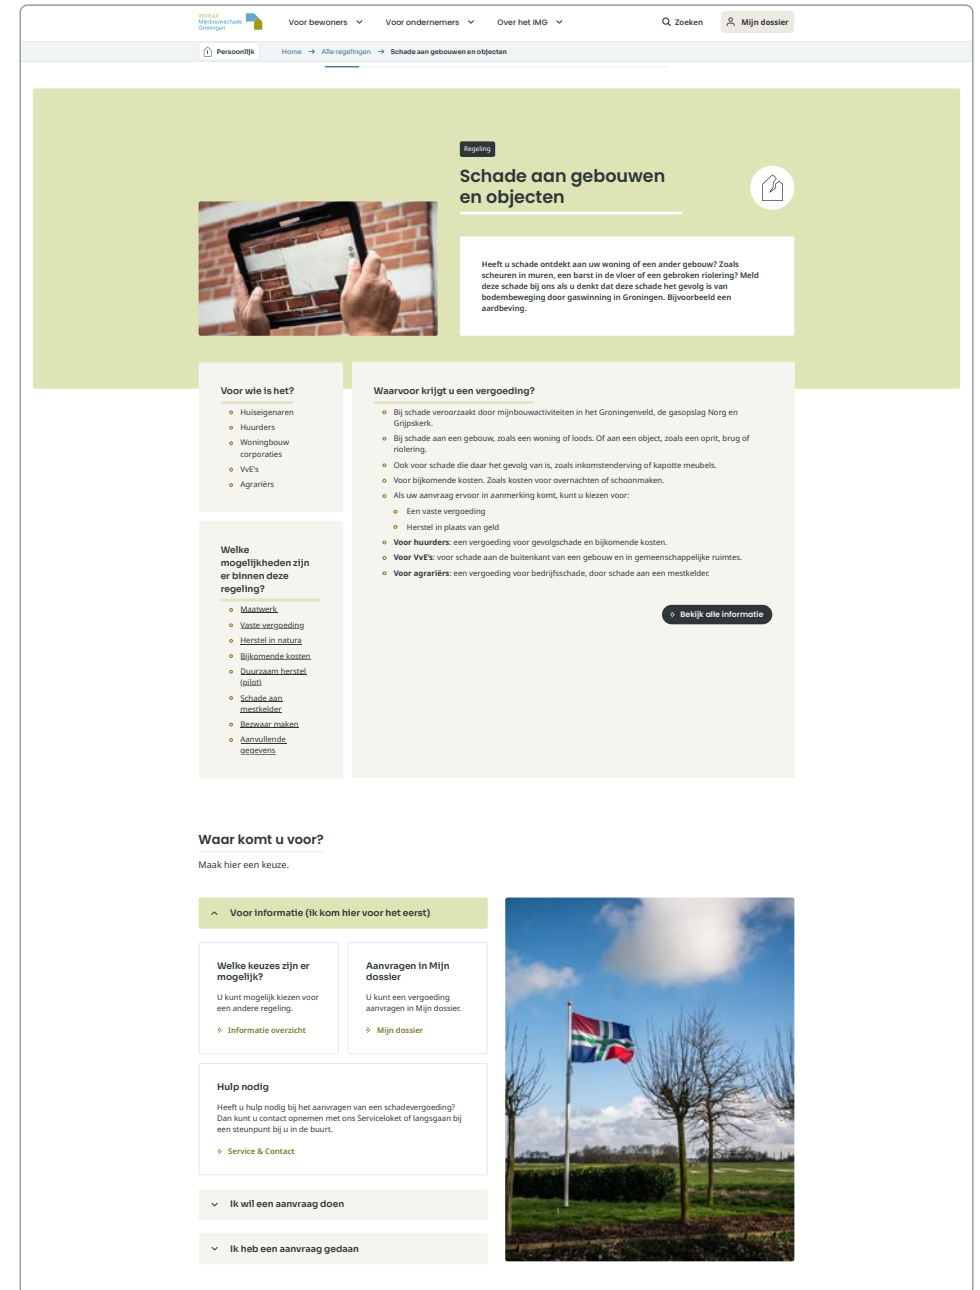 Instituut
Mijnbouwschade
Groningen
Voor bewoners
Voor ondernemers
Over het IMG
Zoeken
Mijn dossier
Persoonlijk
Home → Alle regelingen → Schade aan gebouwen en objecten
Regeling
Schade aan gebouwen
en objecten
Heeft u schade ontdekt aan uw woning of een ander gebouw? Zoals
scheuren in muren, een barst in de vloer of een gebroken riolering? Meld
deze schade bij ons als u denkt dat deze schade het gevolg is van
bodembeweging door gaswinning in Groningen. Bijvoorbeeld een
aardbeving.
Voor wie is het?
Huiseigenaren
Huurders
Woningbouw
corporaties
VvE's
Agrariërs
Welke
mogelijkheden zijn
er binnen deze
regeling?
Maatwerk
Vaste vergoeding
Herstel in natura
Bijkomende kosten
Duurzaam herstel
(pilot)
Schade aan
mestkelder
Bezwaar maken
Aanvullende
gegevens
Waarvoor krijgt u een vergoeding?
Bij schade veroorzaakt door mijnbouwactiviteiten in het Groningenveld, de gasopslag Norg en
Grijpskerk.
Bij schade aan een gebouw, zoals een woning of loods. Of aan een object, zoals een oprit, brug of
riolering.
Ook voor schade die daar het gevolg van is, zoals inkomstenderving of kapotte meubels.
Voor bijkomende kosten. Zoals kosten voor overnachten of schoonmaken.
Als uw aanvraag ervoor in aanmerking komt, kunt u kiezen voor:
Een vaste vergoeding
Herstel in plaats van geld
Voor huurders: een vergoeding voor gevolgschade en bijkomende kosten.
Voor VvE's: voor schade aan de buitenkant van een gebouw en in gemeenschappelijke ruimtes.
Voor agrariërs: een vergoeding voor bedrijfsschade, door schade aan een mestkelder.
Bekijk alle informatie
Waar komt u voor?
Maak hier een keuze.
Voor informatie (ik kom hier voor het eerst)
Welke keuzes zijn er
mogelijk?
U kunt mogelijk kiezen voor
een andere regeling.
Informatie overzicht
Aanvragen in Mijn
dossier
U kunt een vergoeding
aanvragen in Mijn dossier.
Mijn dossier
Hulp nodig
Heeft u hulp nodig bij het aanvragen van een schadevergoeding?
Dan kunt u contact opnemen met ons Serviceloket of langsgaan bij
een steunpunt bij u in de buurt.
Service & Contact
Ik wil een aanvraag doen
Ik heb een aanvraag gedaan